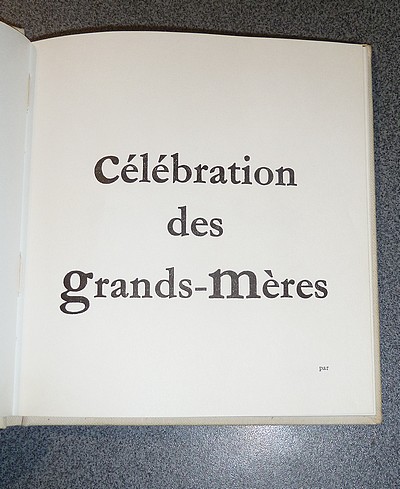 célébration
des
grands-mères
par